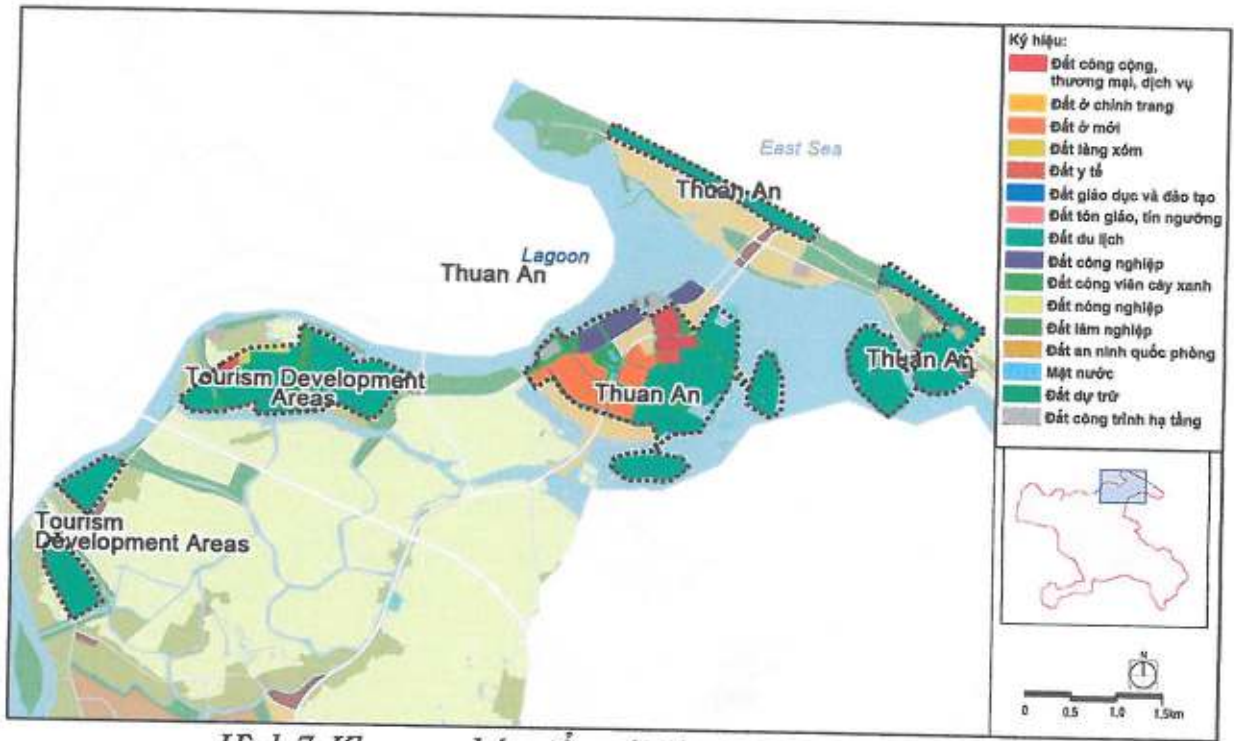 East Sea
Thuan An
Lagoon
Thuan An
Tourism Development
Areas
Thuan An
Thuan An
Tourism
Development Areas
Ký hiệu:
Đất công cộng,
thương mại, dịch vụ
Đất ở chỉnh trang
Đất ở mới
Đất làng xóm
Đất y tế
Đất giáo dục và đào tạo
Đất tôn giáo, tín ngưỡng
Đất du lịch
Đất công nghiệp
Đất công viên cây xanh
Đất nông nghiệp
Đất lâm nghiệp
Đất an ninh quốc phòng
Mặt nước
Đất dự trữ
Đất công trình hạ tầng
N
0 0.5 1.0 1.5km
Hình 7.